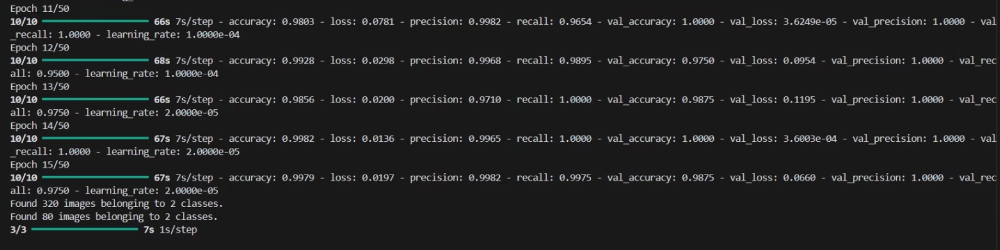 Epoch 11/50
10/10 66s 7s/step - accuracy: 0.9803 - loss: 0.0781 - precision: 0.9982 - recall: 0.9654 - val_accuracy: 1.0000 - val_loss: 3.6249e-05 - val_precision: 1.0000 - val
_recall: 1.0000 - learning_rate: 1.0000e-04
Epoch 12/50
10/10 68s 7s/step - accuracy: 0.9928 - loss: 0.0298 - precision: 0.9968 - recall: 0.9895 - val_accuracy: 0.9750 - val_loss: 0.0954 - val_precision: 1.0000 - val_rec
all: 0.9500 - learning_rate: 1.0000e-04
Epoch 13/50
10/10 66s 7s/step - accuracy: 0.9856 - loss: 0.0200 - precision: 0.9710 - recall: 1.0000 - val_accuracy: 0.9875 - val_loss: 0.1195 - val_precision: 1.0000 - val_rec
all: 0.9750 - learning_rate: 2.0000e-05
Epoch 14/50
10/10 67s 7s/step - accuracy: 0.9982 - loss: 0.0136 - precision: 0.9965 - recall: 1.0000 - val_accuracy: 1.0000 - val_loss: 3.6003e-04 - val_precision: 1.0000 - val
_recall: 1.0000 - learning_rate: 2.0000e-05
Epoch 15/50
10/10 67s 7s/step - accuracy: 0.9979 - loss: 0.0197 - precision: 0.9982 - recall: 0.9975 - val_accuracy: 0.9875 - val_loss: 0.0660 - val_precision: 1.0000 - val_rec
all: 0.9750 - learning_rate: 2.0000e-05
Found 320 images belonging to 2 classes.
Found 80 images belonging to 2 classes.
3/3 7s 1s/step